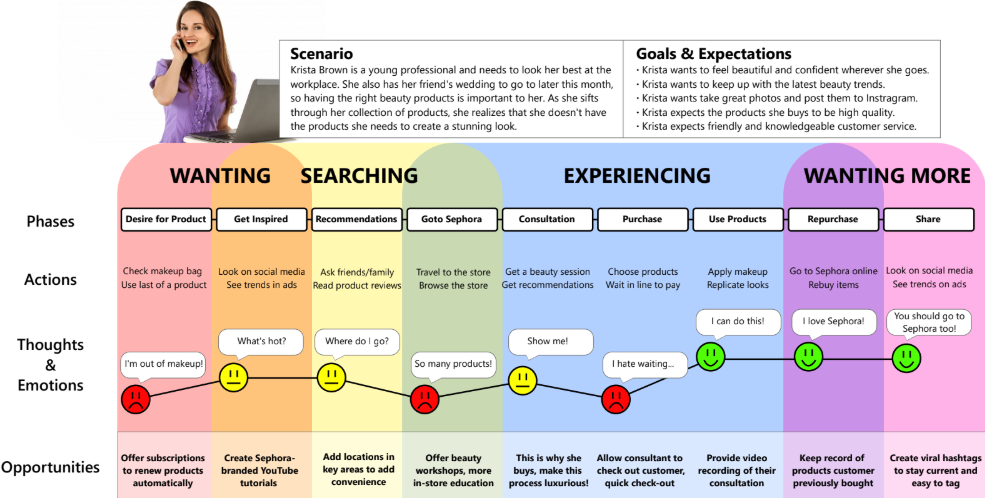 Scenario
Krista Brown is a young professional and needs to look her best at the
workplace. She also has her friend's wedding to go to later this month,
so having the right beauty products is important to her. As she sifts
through her collection of products, she realizes that she doesn't have
the products she needs to create a stunning look.
Goals & Expectations
• Krista wants to feel beautiful and confident wherever she goes.
• Krista wants to keep up with the latest beauty trends.
• Krista wants take great photos and post them to Instragram.
• Krista expects the products she buys to be high quality.
• Krista expects friendly and knowledgeable customer service.
WANTING
SEARCHING
EXPERIENCING
WANTING MORE
Phases
Desire for Product
Get Inspired
Recommendations
Goto Sephora
Consultation
Purchase
Use Products
Repurchase
Share
Actions
Check makeup bag
Use last of a product
Look on social media
See trends in ads
Ask friends/family
Read product reviews
Travel to the store
Browse the store
Get a beauty session
Get recommendations
Choose products
Wait in line to pay
Apply makeup
Replicate looks
Go to Sephora online
Rebuy items
Look on social media
See trends on ads
Thoughts
&
Emotions
I'm out of makeup!
What's hot?
Where do I go?
So many products!
Show me!
I hate waiting...
I can do this!
I love Sephora!
You should go to
Sephora too!
Opportunities
Offer subscriptions
to renew products
automatically
Create Sephora-
branded YouTube
tutorials
Add locations in
key areas to add
convenience
Offer beauty
workshops, more
in-store education
This is why she
buys, make this
process luxurious!
Allow consultant to
check out customer,
quick check-out
Provide video
recording of their
consultation
Keep record of
products customer
previously bought
Create viral hashtags
to stay current and
easy to tag